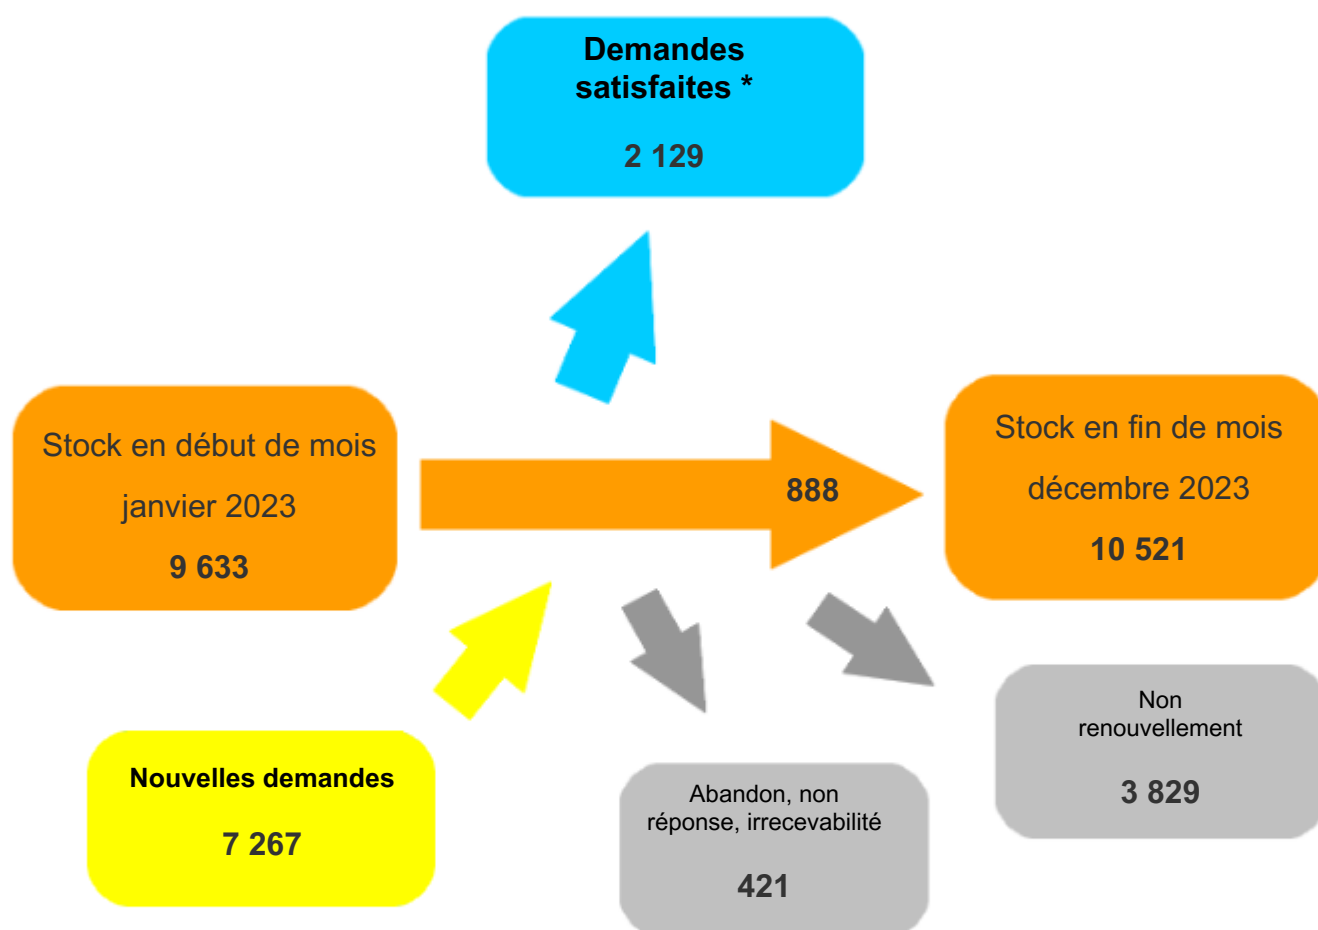 Demandes
satisfaites *
2 129
Stock en début de mois
janvier 2023
9 633
888
Stock en fin de mois
décembre 2023
10 521
Nouvelles demandes
7 267
Abandon, non
réponse, irrecevabilité
421
Non
renouvellement
3 829